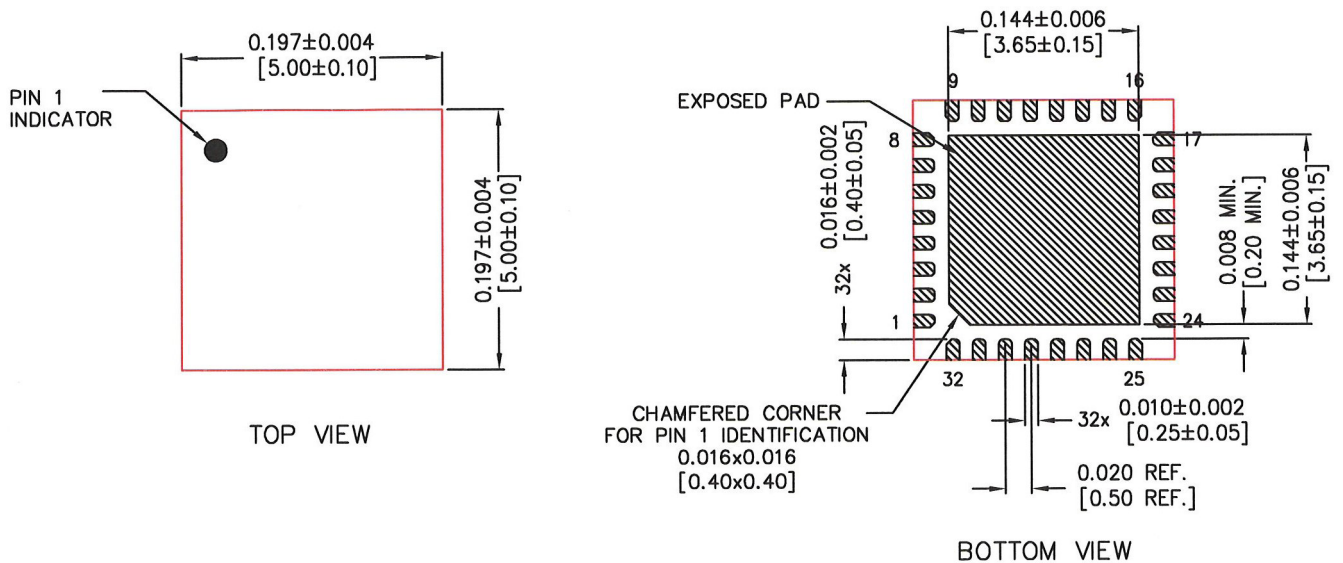 0.197±0.004
[5.00±0.10]
PIN 1
INDICATOR
0.197±0.004
[5.00±0.10]
TOP VIEW
0.144±0.006
[3.65±0.15]
9
16
EXPOSED PAD
8
17
0.016±0.002
[0.40±0.05]
32x
0.008 MIN.
[0.20 MIN.]
0.144±0.006
[3.65±0.15]
1
24
32
25
CHAMFERED CORNER
FOR PIN 1 IDENTIFICATION
0.016x0.016
[0.40x0.40]
32x 0.010±0.002
[0.25±0.05]
0.020 REF.
[0.50 REF.]
BOTTOM VIEW